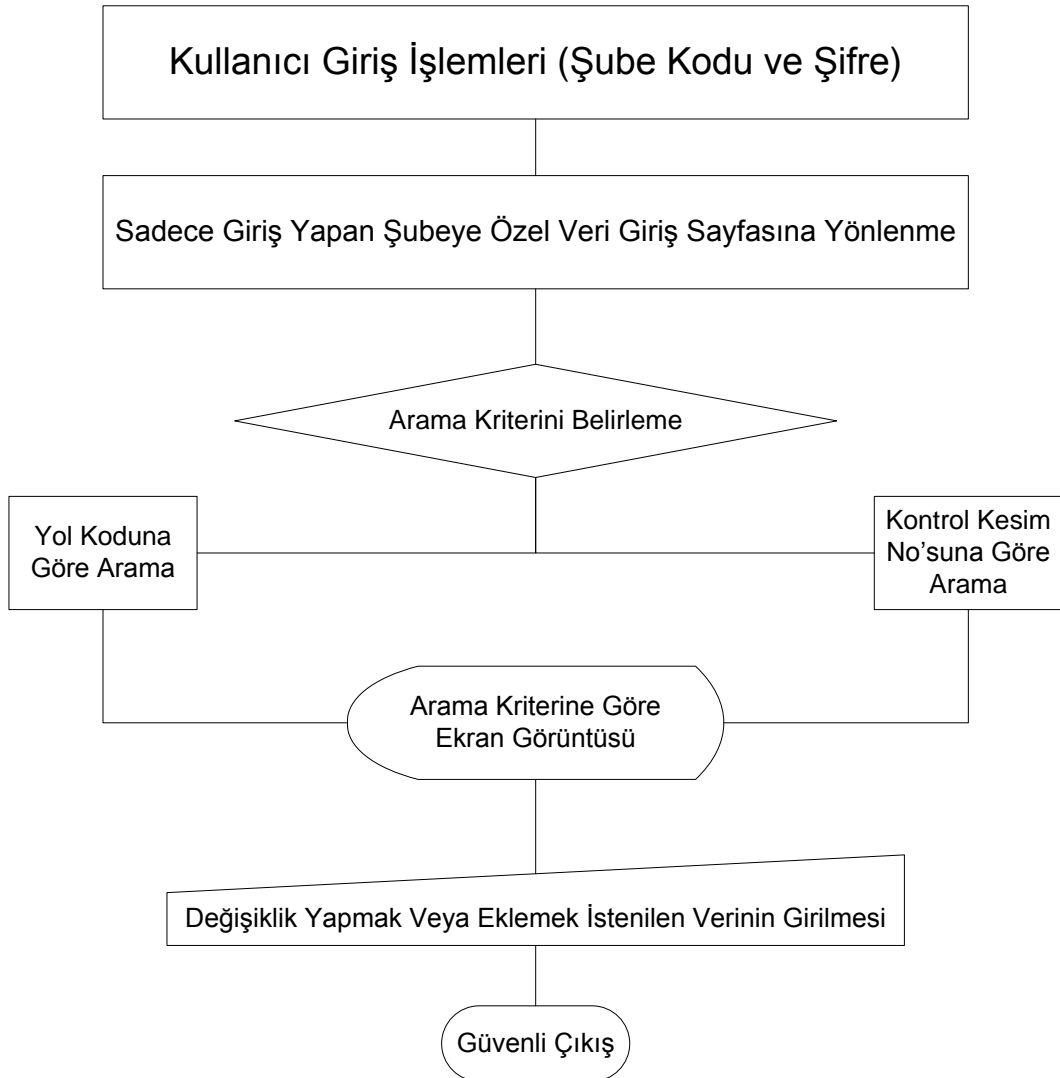 Kullanıcı Giriş İşlemleri (Şube Kodu ve Şifre)
Sadece Giriş Yapan Şubeye Özel Veri Giriş Sayfasına Yönlenme
Arama Kriterini Belirleme
Yol Koduna
Göre Arama
Kontrol Kesim
No’suna Göre
Arama
Arama Kriterine Göre
Ekran Görüntüsü
Değişiklik Yapmak Veya Eklemek İstenilen Verinin Girilmesi
Güvenli Çıkış